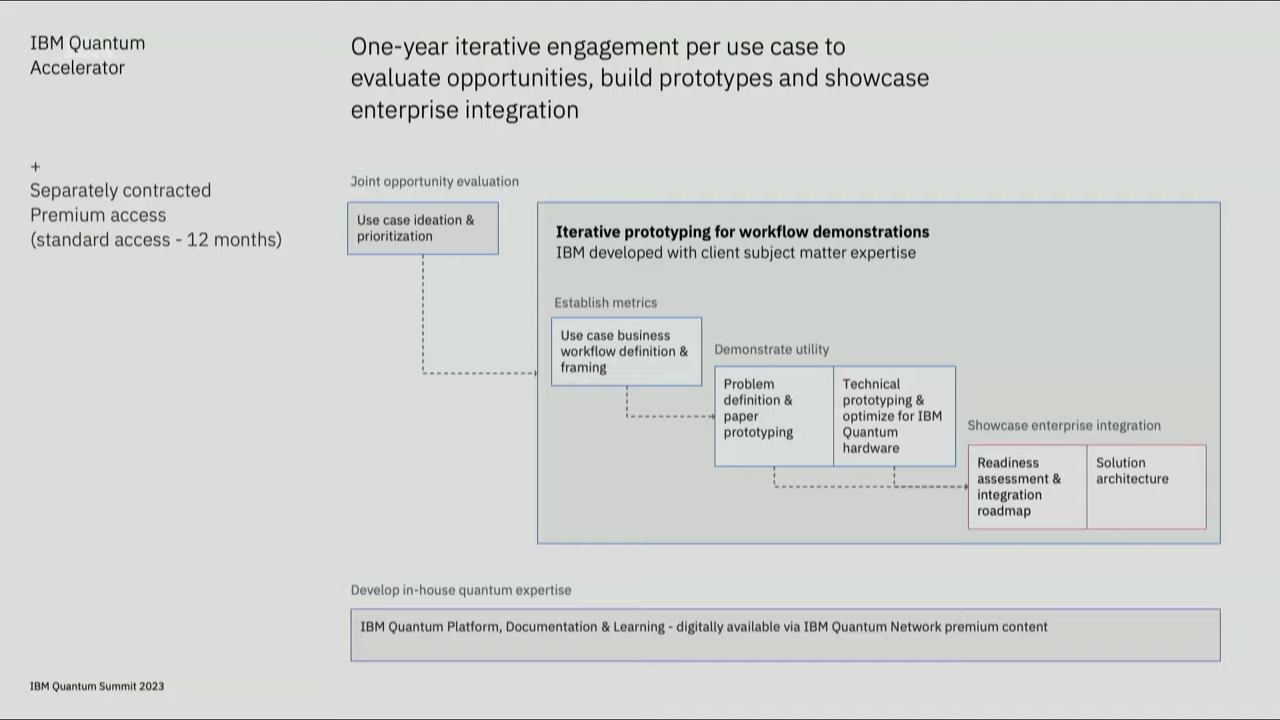 IBM Quantum
Accelerator
One-year iterative engagement per use case to
evaluate opportunities, build prototypes and showcase
enterprise integration
+
Separately contracted
Premium access
(standard access - 12 months)
Joint opportunity evaluation
Use case ideation &
prioritization
Iterative prototyping for workflow demonstrations
IBM developed with client subject matter expertise
Establish metrics
Use case business
workflow definition &
framing
Demonstrate utility
Problem
definition &
paper
prototyping
Technical
prototyping &
optimize for IBM
Quantum
hardware
Showcase enterprise integration
Readiness
assessment &
integration
roadmap
Solution
architecture
Develop in-house quantum expertise
IBM Quantum Platform, Documentation & Learning - digitally available via IBM Quantum Network premium content
IBM Quantum Summit 2023